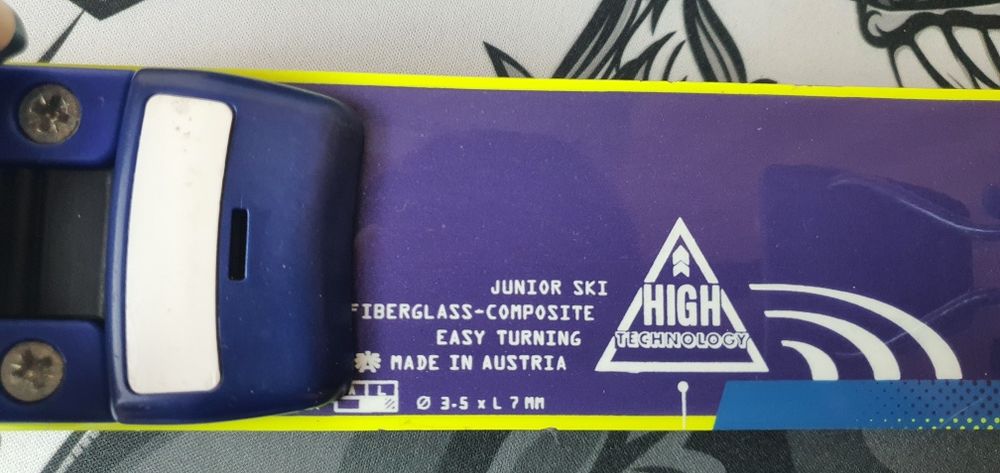 JUNIOR SKI
FIBERGLASS-COMPOSITE
EASY TURNING
MADE IN AUSTRIA
A L
Ø 3.5 x L 7 MM
HIGH
TECHNOLOGY